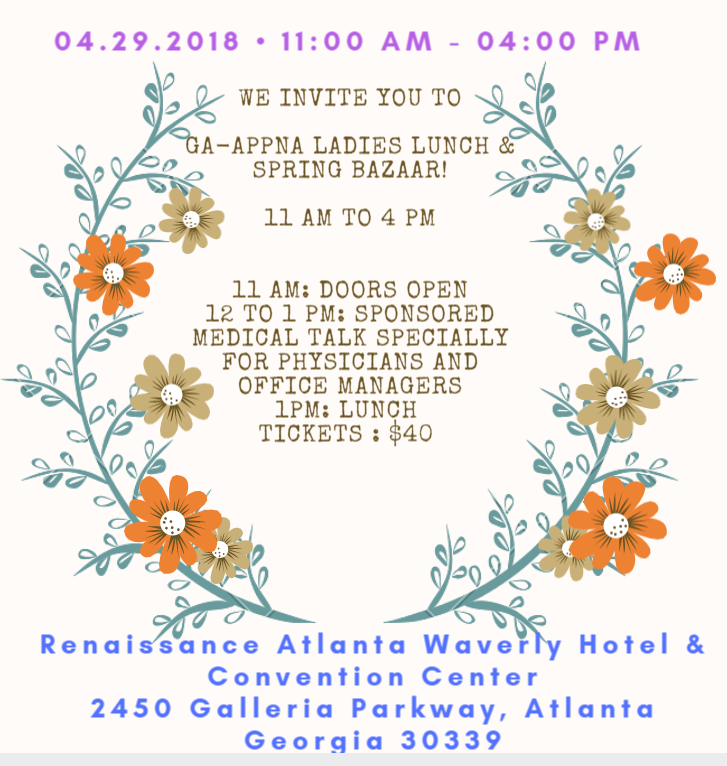 04.29.2018 • 11:00 AM - 04:00 PM
WE INVITE YOU TO
GA-APPNA LADIES LUNCH &
SPRING BAZAAR!
11 AM TO 4 PM
11 AM: DOORS OPEN
12 TO 1 PM: SPONSORED
MEDICAL TALK SPECIALLY
FOR PHYSICIANS AND
OFFICE MANAGERS
1PM: LUNCH
TICKETS : $40
Renaissance Atlanta Waverly Hotel &
Convention Center
2450 Galleria Parkway, Atlanta
Georgia 30339